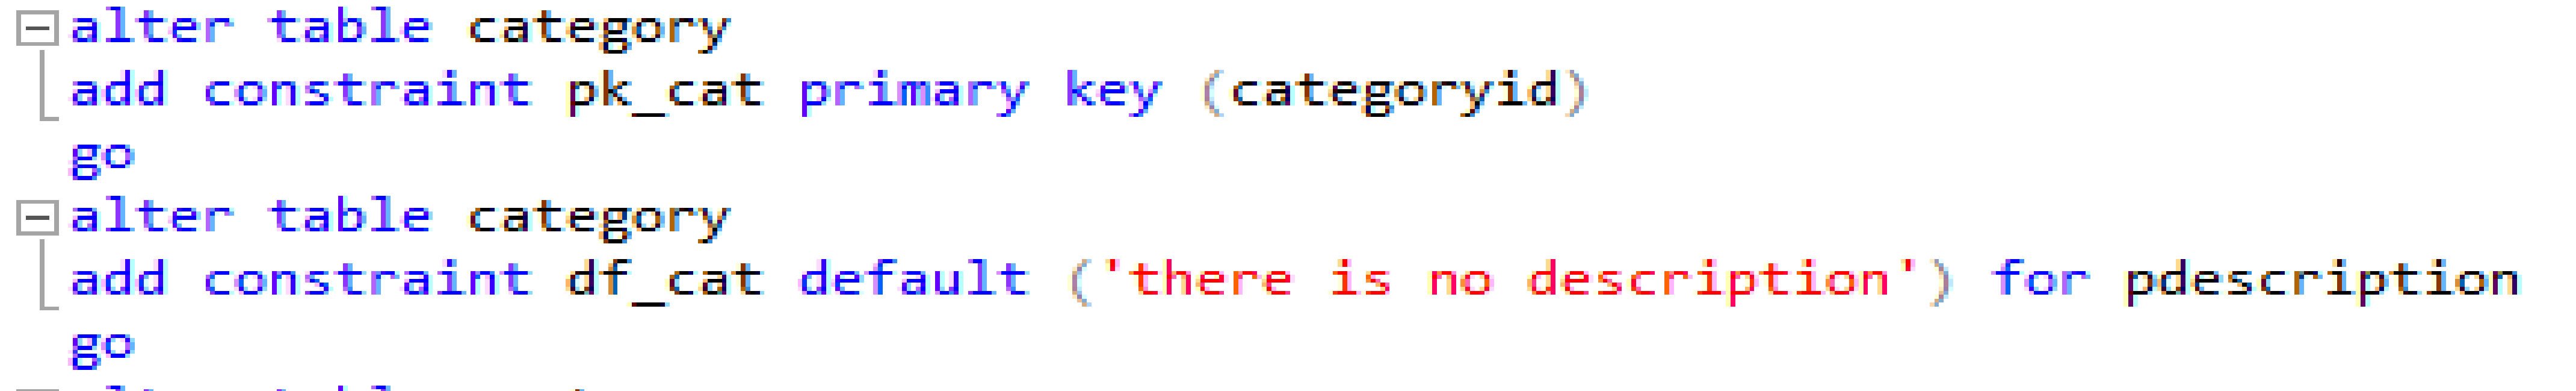 alter table category
add constraint pk_cat primary key (categoryid)
go
alter table category
add constraint df_cat default ('there is no description') for pdescription
go